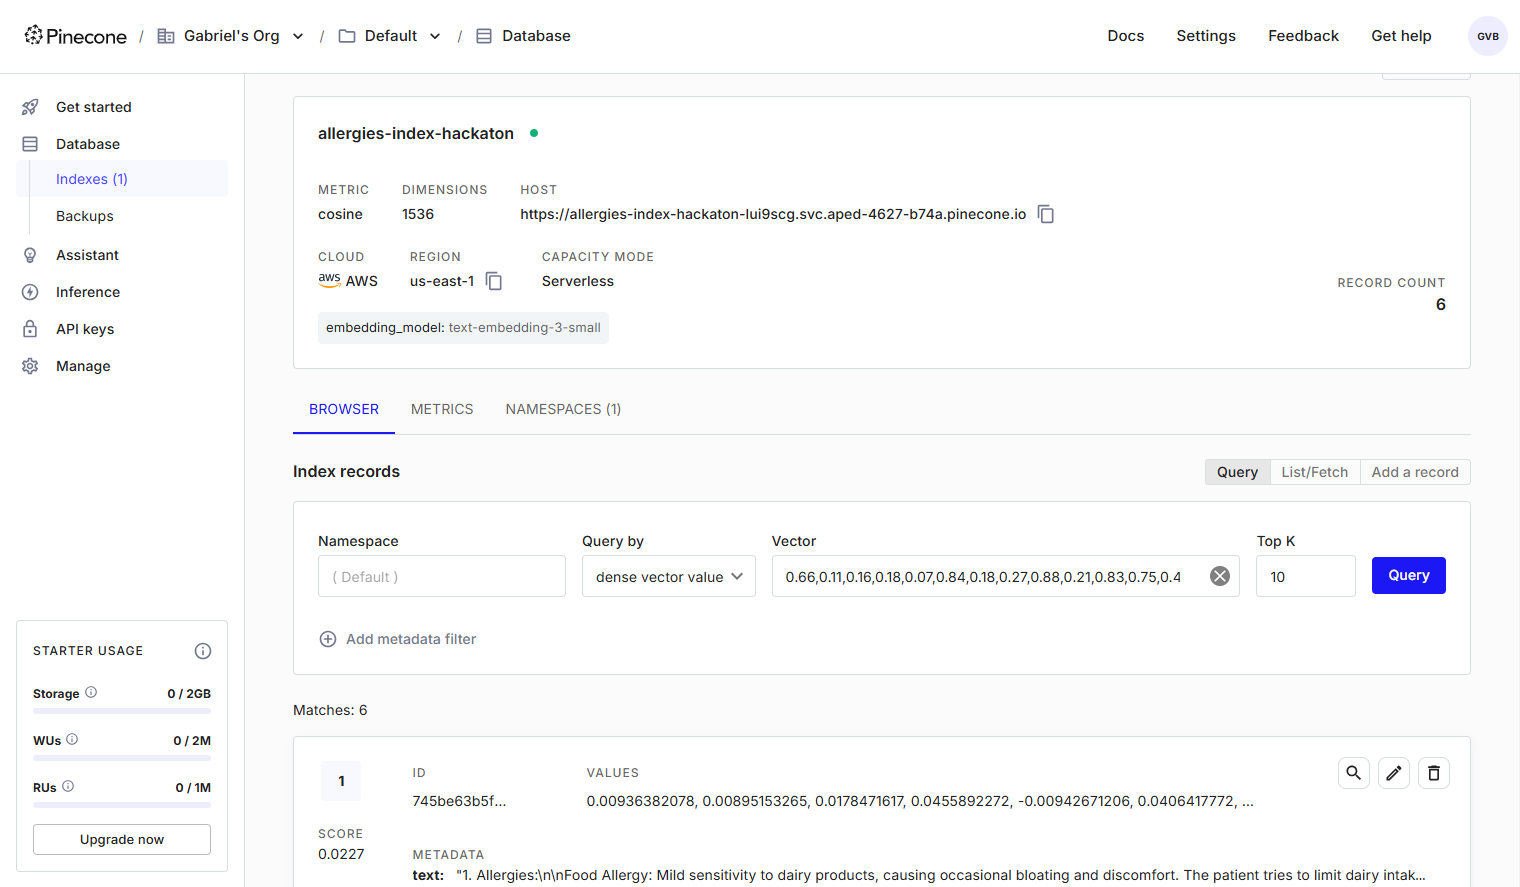 Pinecone / Gabriel's Org / Default / Database
Docs Settings Feedback Get help GVB
Get started
Database
Indexes (1)
Backups
Assistant
Inference
API keys
Manage
STARTER USAGE
Storage 0 / 2GB
WUs 0 / 2M
RUs 0 / 1M
Upgrade now
allergies-index-hackaton
METRIC DIMENSIONS HOST
cosine 1536 https://allergies-index-hackaton-lui9scg.svc.aped-4627-b74a.pinecone.io
CLOUD REGION CAPACITY MODE
aws AWS us-east-1 Serverless
RECORD COUNT
6
embedding_model: text-embedding-3-small
BROWSER METRICS NAMESPACES (1)
Index records
Query List/Fetch Add a record
Namespace Query by Vector Top K
( Default ) dense vector value 0.66,0.11,0.16,0.18,0.07,0.84,0.18,0.27,0.88,0.21,0.83,0.75,0.4 10 Query
Add metadata filter
Matches: 6
1
ID VALUES
745be63b5f... 0.00936382078, 0.00895153265, 0.0178471617, 0.0455892272, -0.00942671206, 0.0406417772, ...
SCORE
0.0227
METADATA
text: "1. Allergies:\n\nFood Allergy: Mild sensitivity to dairy products, causing occasional bloating and discomfort. The patient tries to limit dairy intak...